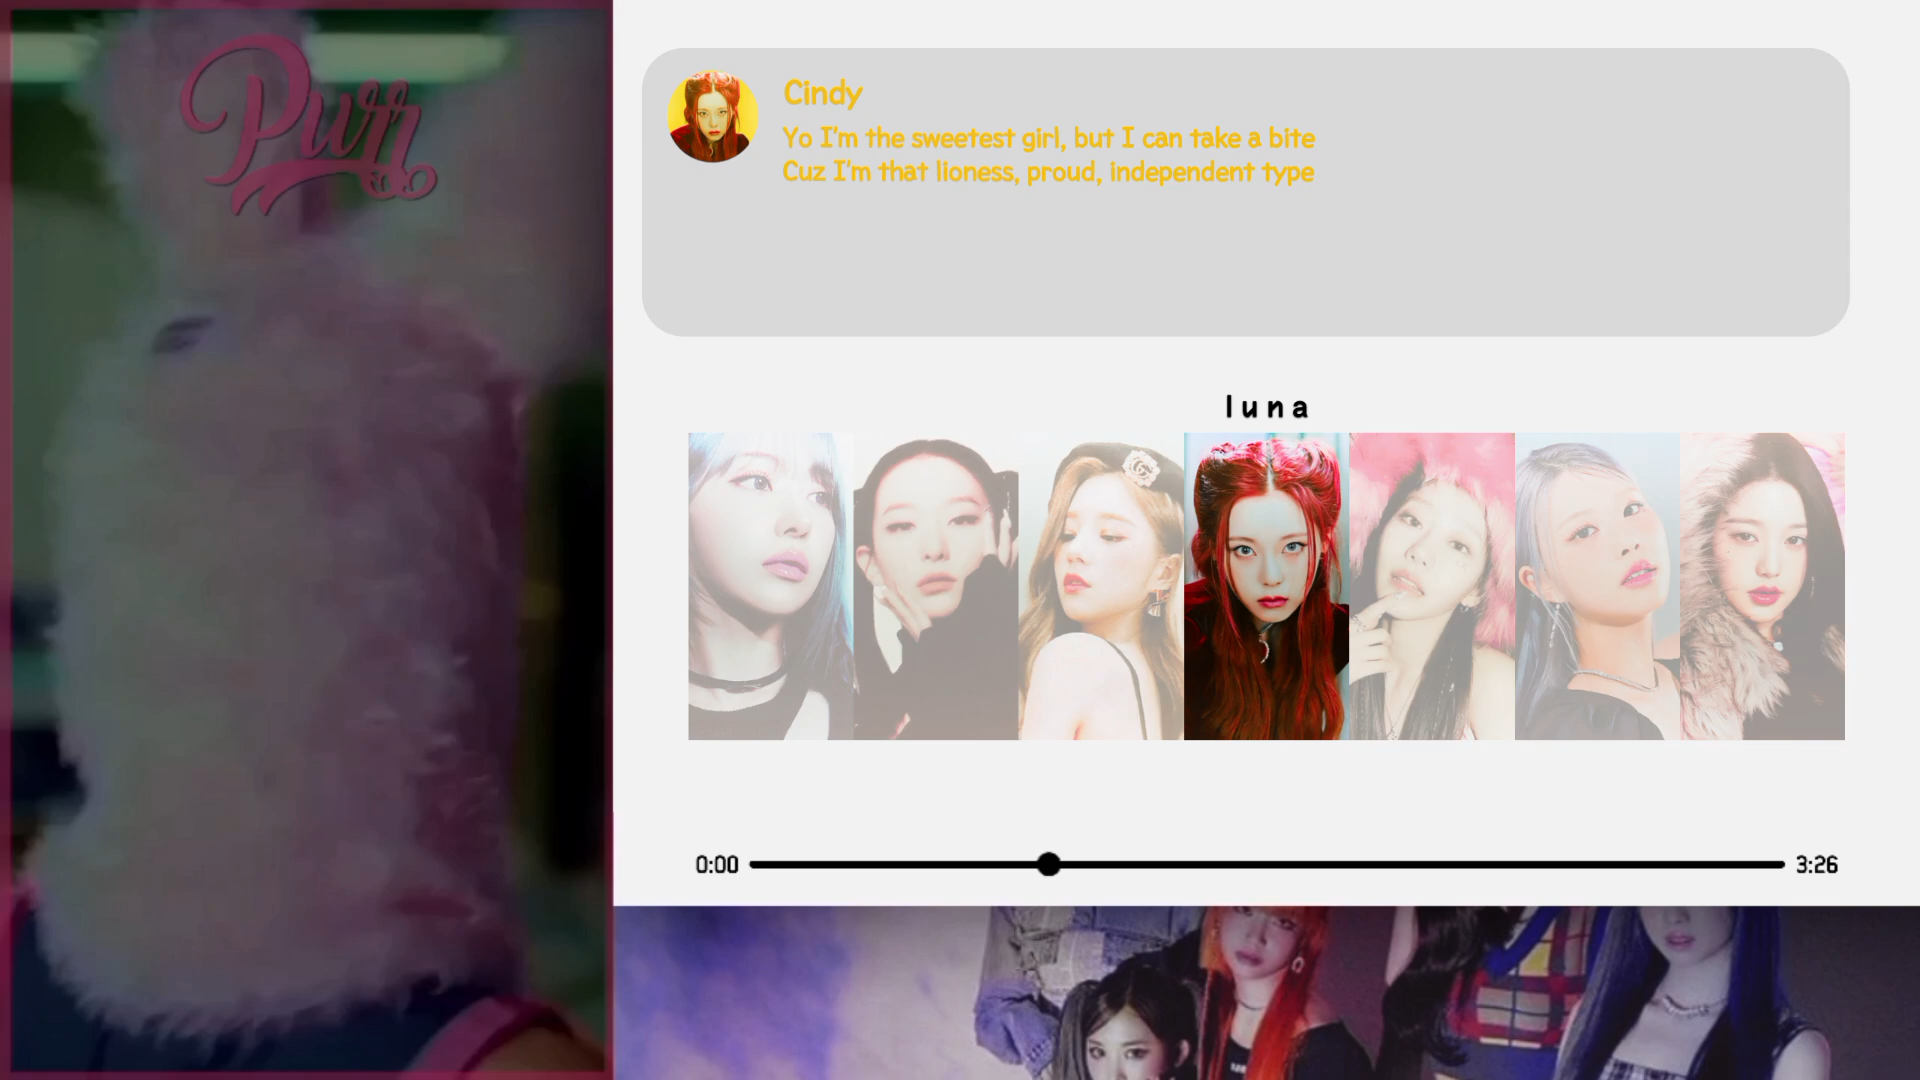 Purr
Cindy
Yo I'm the sweetest girl, but I can take a bite
Cuz I'm that lioness, proud, independent type
luna
0:00
3:26